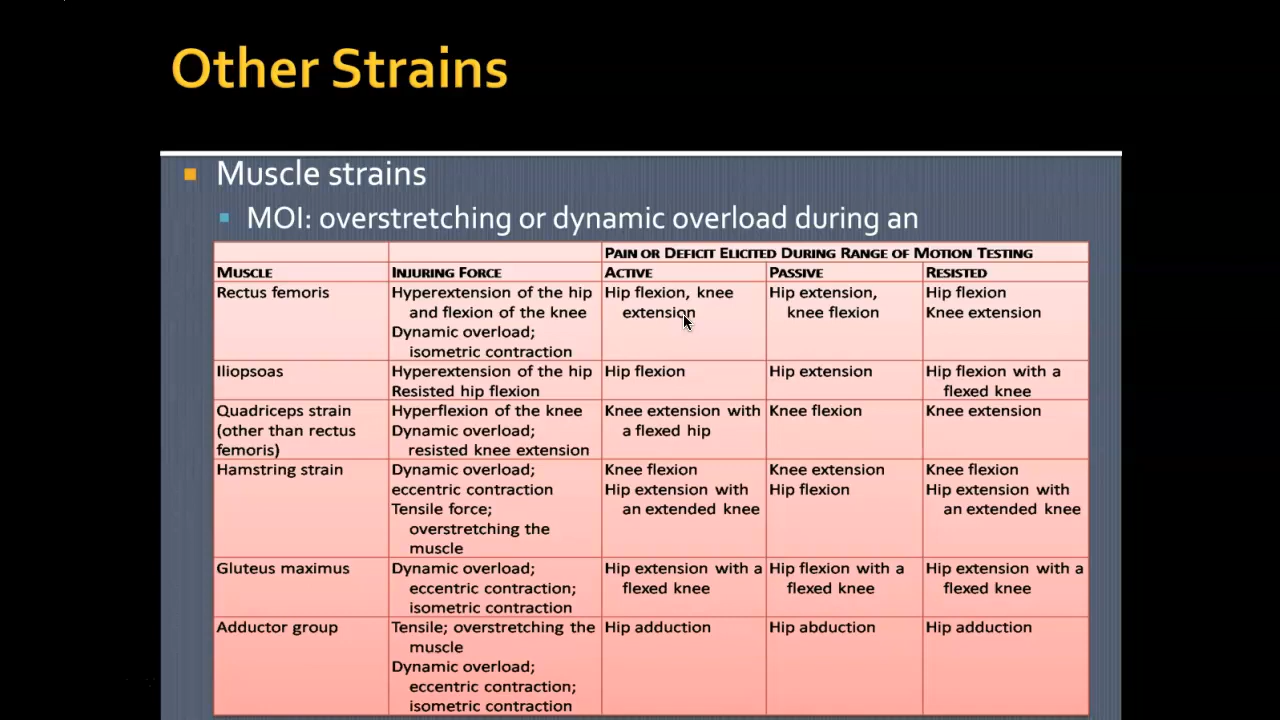 Other Strains
Muscle strains
MOI: overstretching or dynamic overload during an
PAIN OR DEFICIT ELICITED DURING RANGE OF MOTION TESTING
MUSCLE INJURING FORCE ACTIVE PASSIVE RESISTED
Rectus femoris
Hyperextension of the hip
and flexion of the knee
Dynamic overload;
isometric contraction
Hip flexion, knee
extension
Hip extension,
knee flexion
Hip flexion
Knee extension
Iliopsoas
Hyperextension of the hip
Resisted hip flexion
Hip flexion
Hip extension
Hip flexion with a
flexed knee
Quadriceps strain
(other than rectus
femoris)
Hyperflexion of the knee
Dynamic overload;
resisted knee extension
Knee extension with
a flexed hip
Knee flexion
Knee extension
Hamstring strain
Dynamic overload;
eccentric contraction
Tensile force;
overstretching the
muscle
Knee flexion
Hip extension with
an extended knee
Knee extension
Hip flexion
Knee flexion
Hip extension with
an extended knee
Gluteus maximus
Dynamic overload;
eccentric contraction;
isometric contraction
Hip extension with a
flexed knee
Hip flexion with a
flexed knee
Hip extension with a
flexed knee
Adductor group
Tensile; overstretching the
muscle
Dynamic overload;
eccentric contraction;
isometric contraction
Hip adduction
Hip abduction
Hip adduction